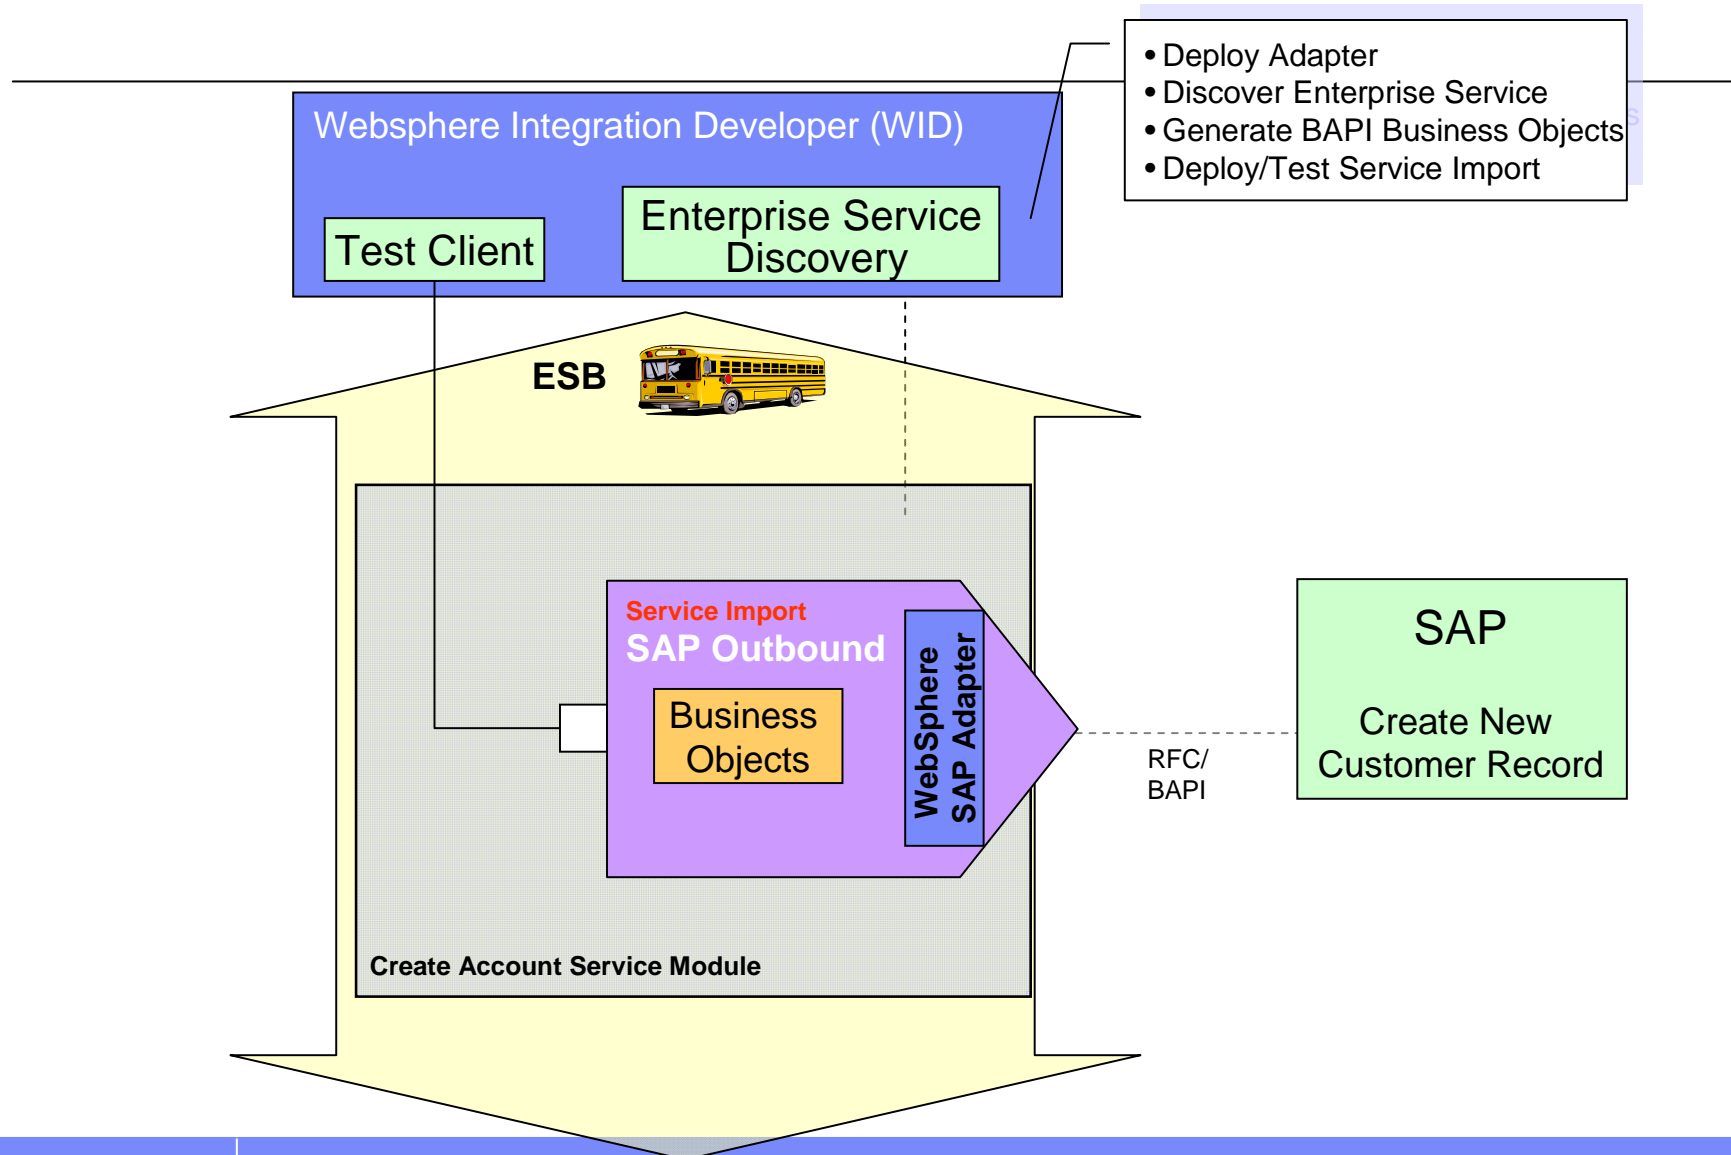 • Deploy Adapter
• Discover Enterprise Service
• Generate BAPI Business Objects
• Deploy/Test Service Import
Websphere Integration Developer (WID)
Test Client
Enterprise Service
Discovery
ESB
Service Import
SAP Outbound
Business
Objects
WebSphere
SAP Adapter
RFC/
BAPI
SAP
Create New
Customer Record
Create Account Service Module